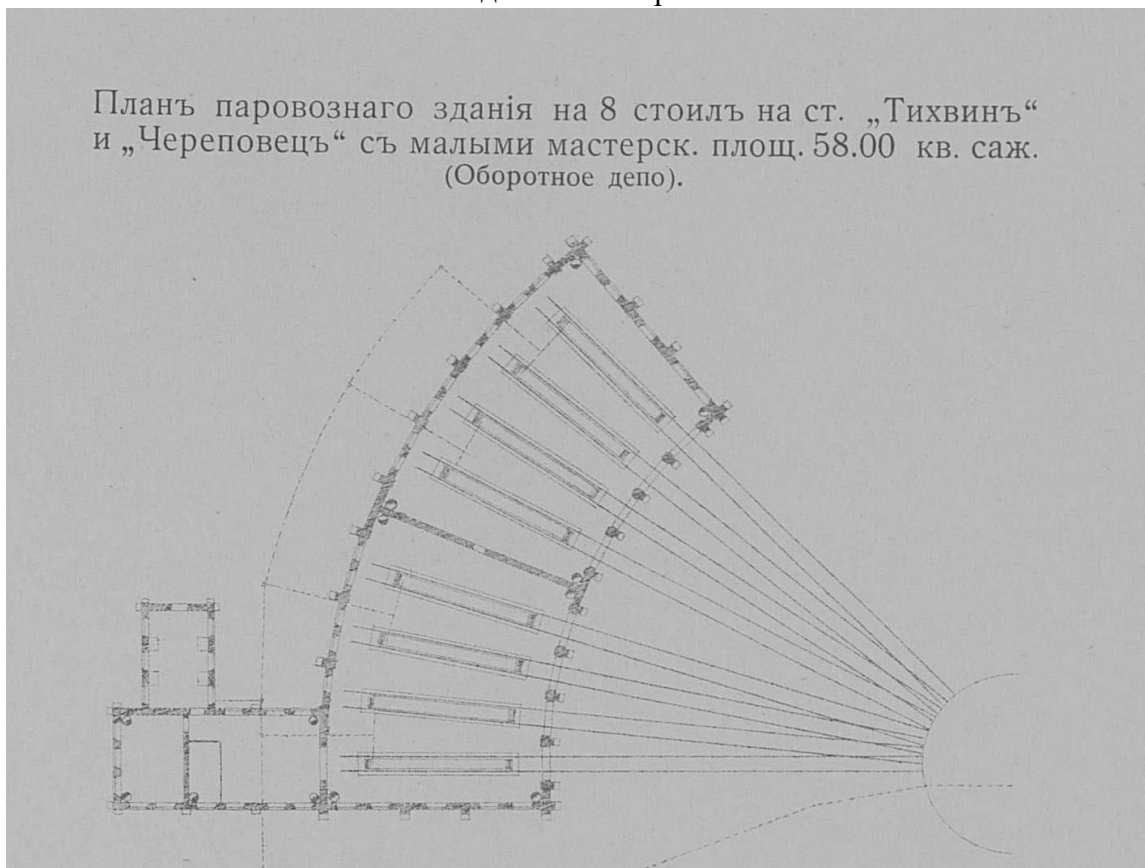 Планъ паровознаго зданія на 8 стоилъ на ст. „Тихвинъ“
и „Череповецъ“ съ малыми мастерск. площ. 58.00 кв. саж.
(Оборотное депо).